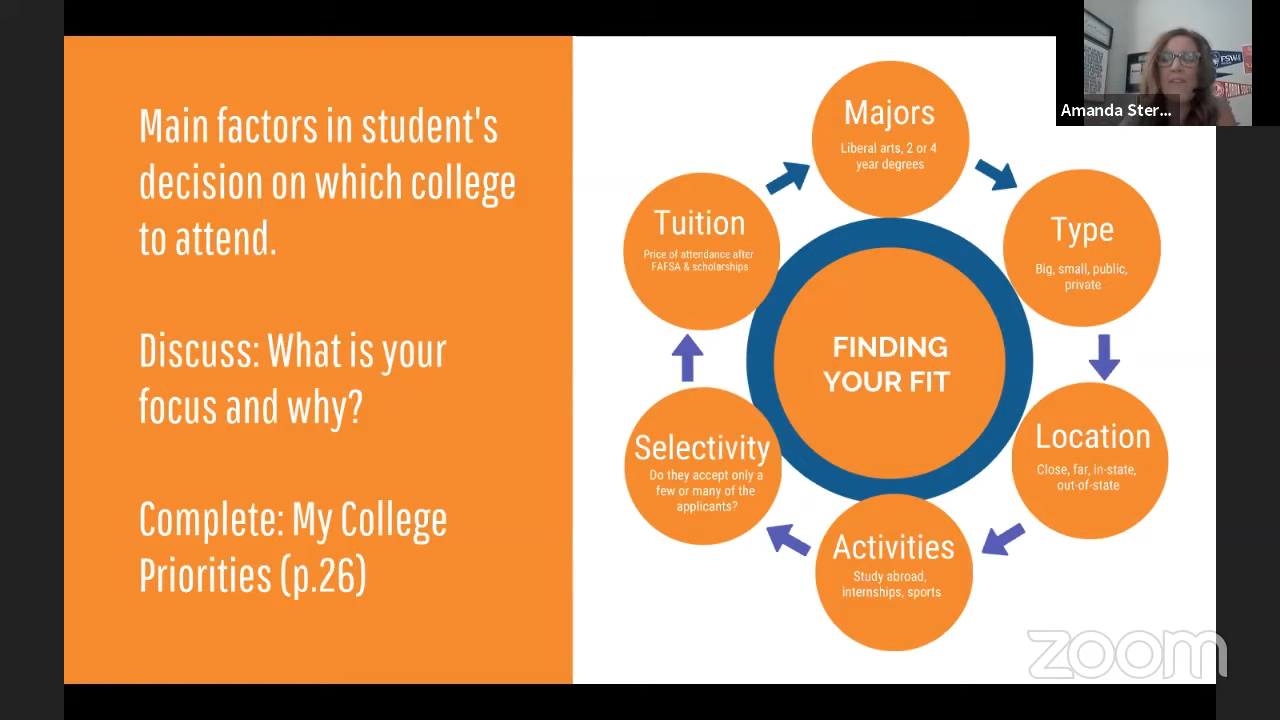 Main factors in student's
decision on which college
to attend.
Discuss: What is your
focus and why?
Complete: My College
Priorities (p.26)
Majors
Liberal arts, 2 or 4
year degrees
Type
Big, small, public,
private
Location
Close, far, in-state,
out-of-state
Activities
Study abroad,
internships, sports
Selectivity
Do they accept only a
few or many of the
applicants?
Tuition
Price of attendance after
FAFSA & scholarships
FINDING
YOUR FIT
Amanda Ster...
FSW
zoom